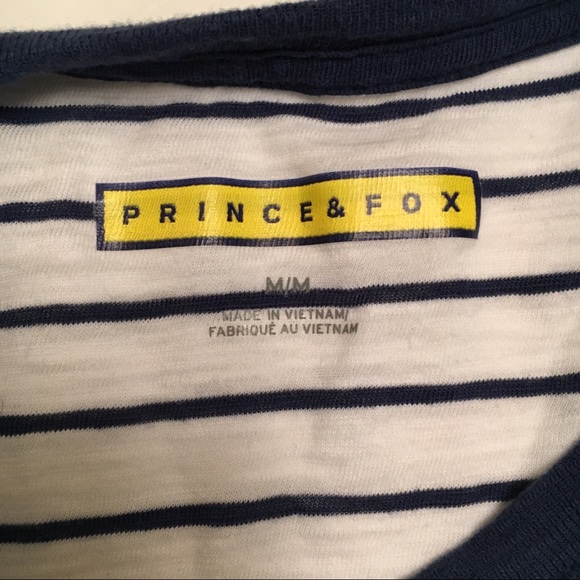 PRINCE & FOX
M/M
MADE IN VIETNAM/
FABRIQUÉ AU VIETNAM